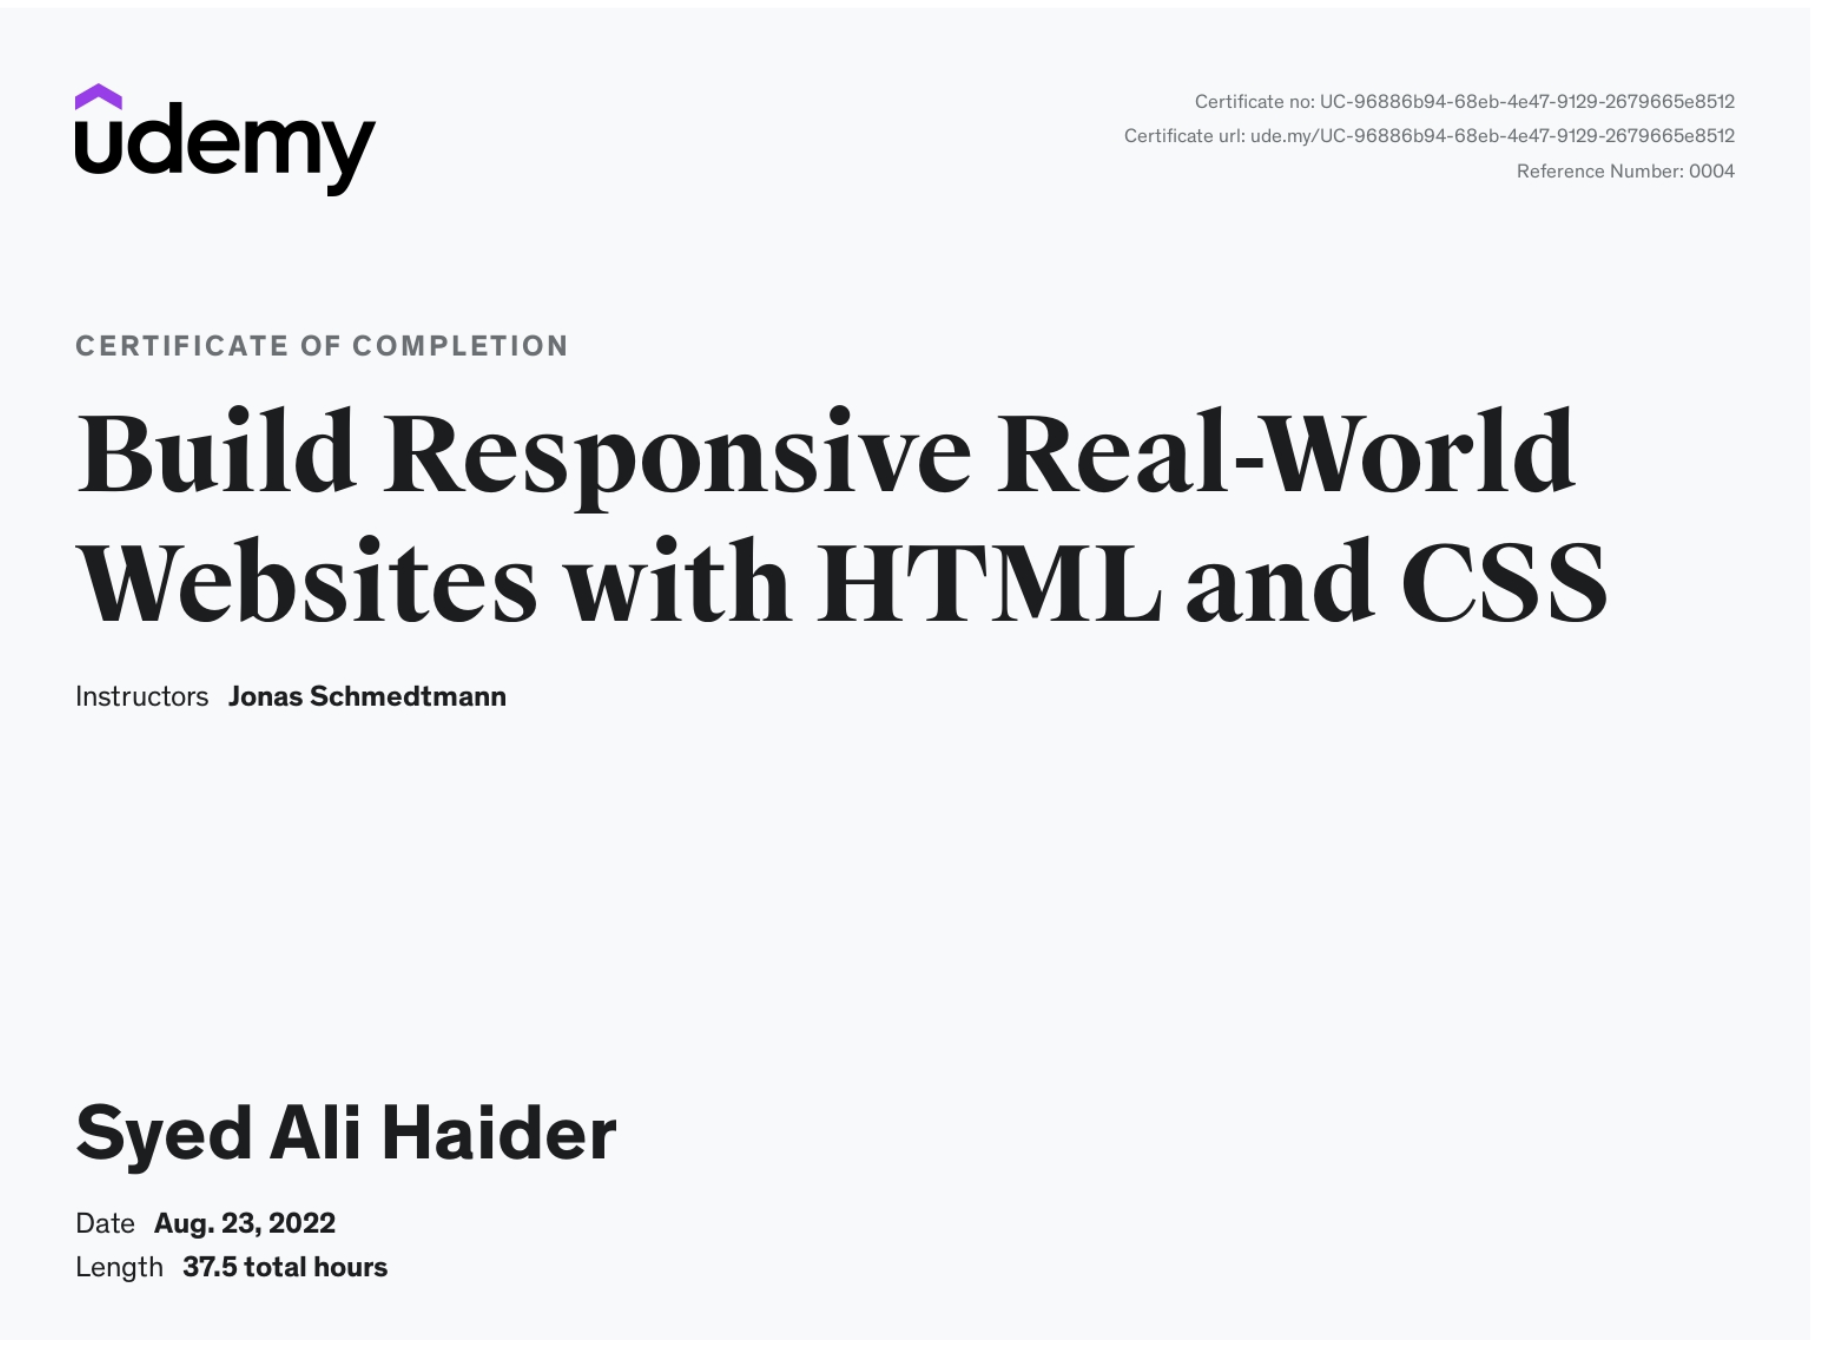 udemy
Certificate no: UC-96886b94-68eb-4e47-9129-2679665e8512
Certificate url: ude.my/UC-96886b94-68eb-4e47-9129-2679665e8512
Reference Number: 0004
CERTIFICATE OF COMPLETION
Build Responsive Real-World
Websites with HTML and CSS
Instructors Jonas Schmedtmann
Syed Ali Haider
Date Aug. 23, 2022
Length 37.5 total hours